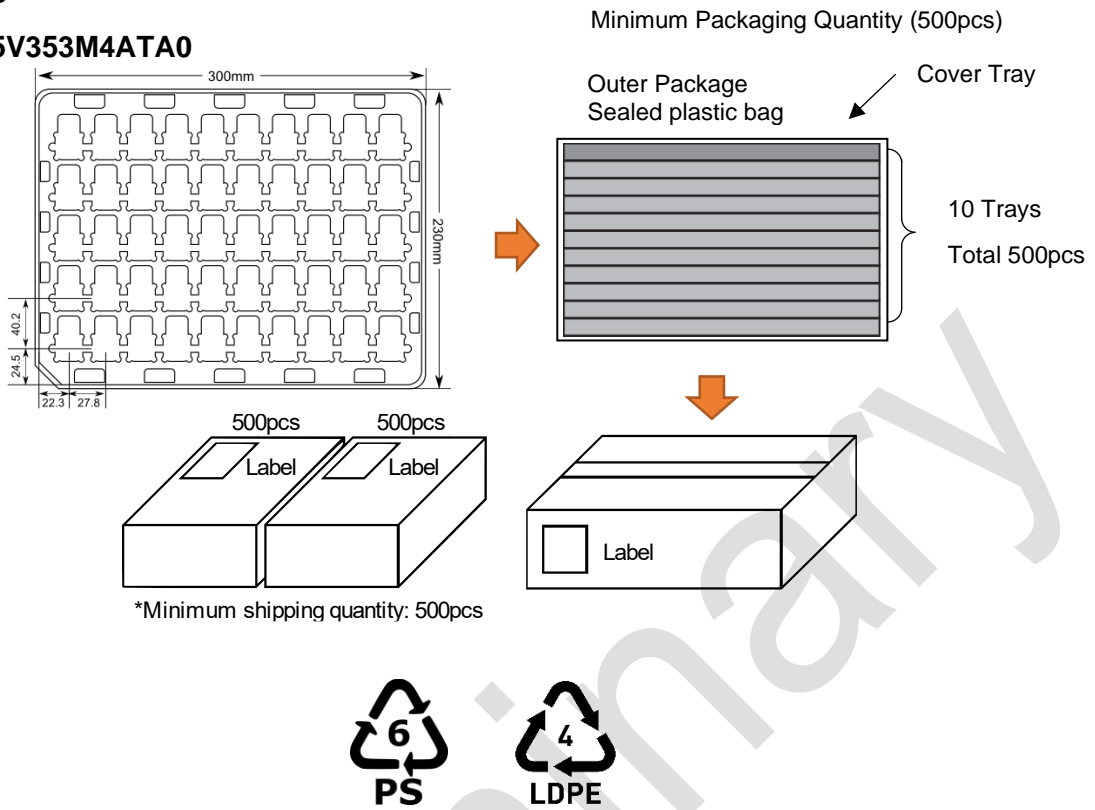 5V353M4ATA0
Minimum Packaging Quantity (500pcs)
300mm
230mm
40.2
24.5
22.3
27.8
Outer Package
Sealed plastic bag
Cover Tray
10 Trays
Total 500pcs
500pcs
500pcs
Label
Label
*Minimum shipping quantity: 500pcs
Label
6
PS
4
LDPE
inary